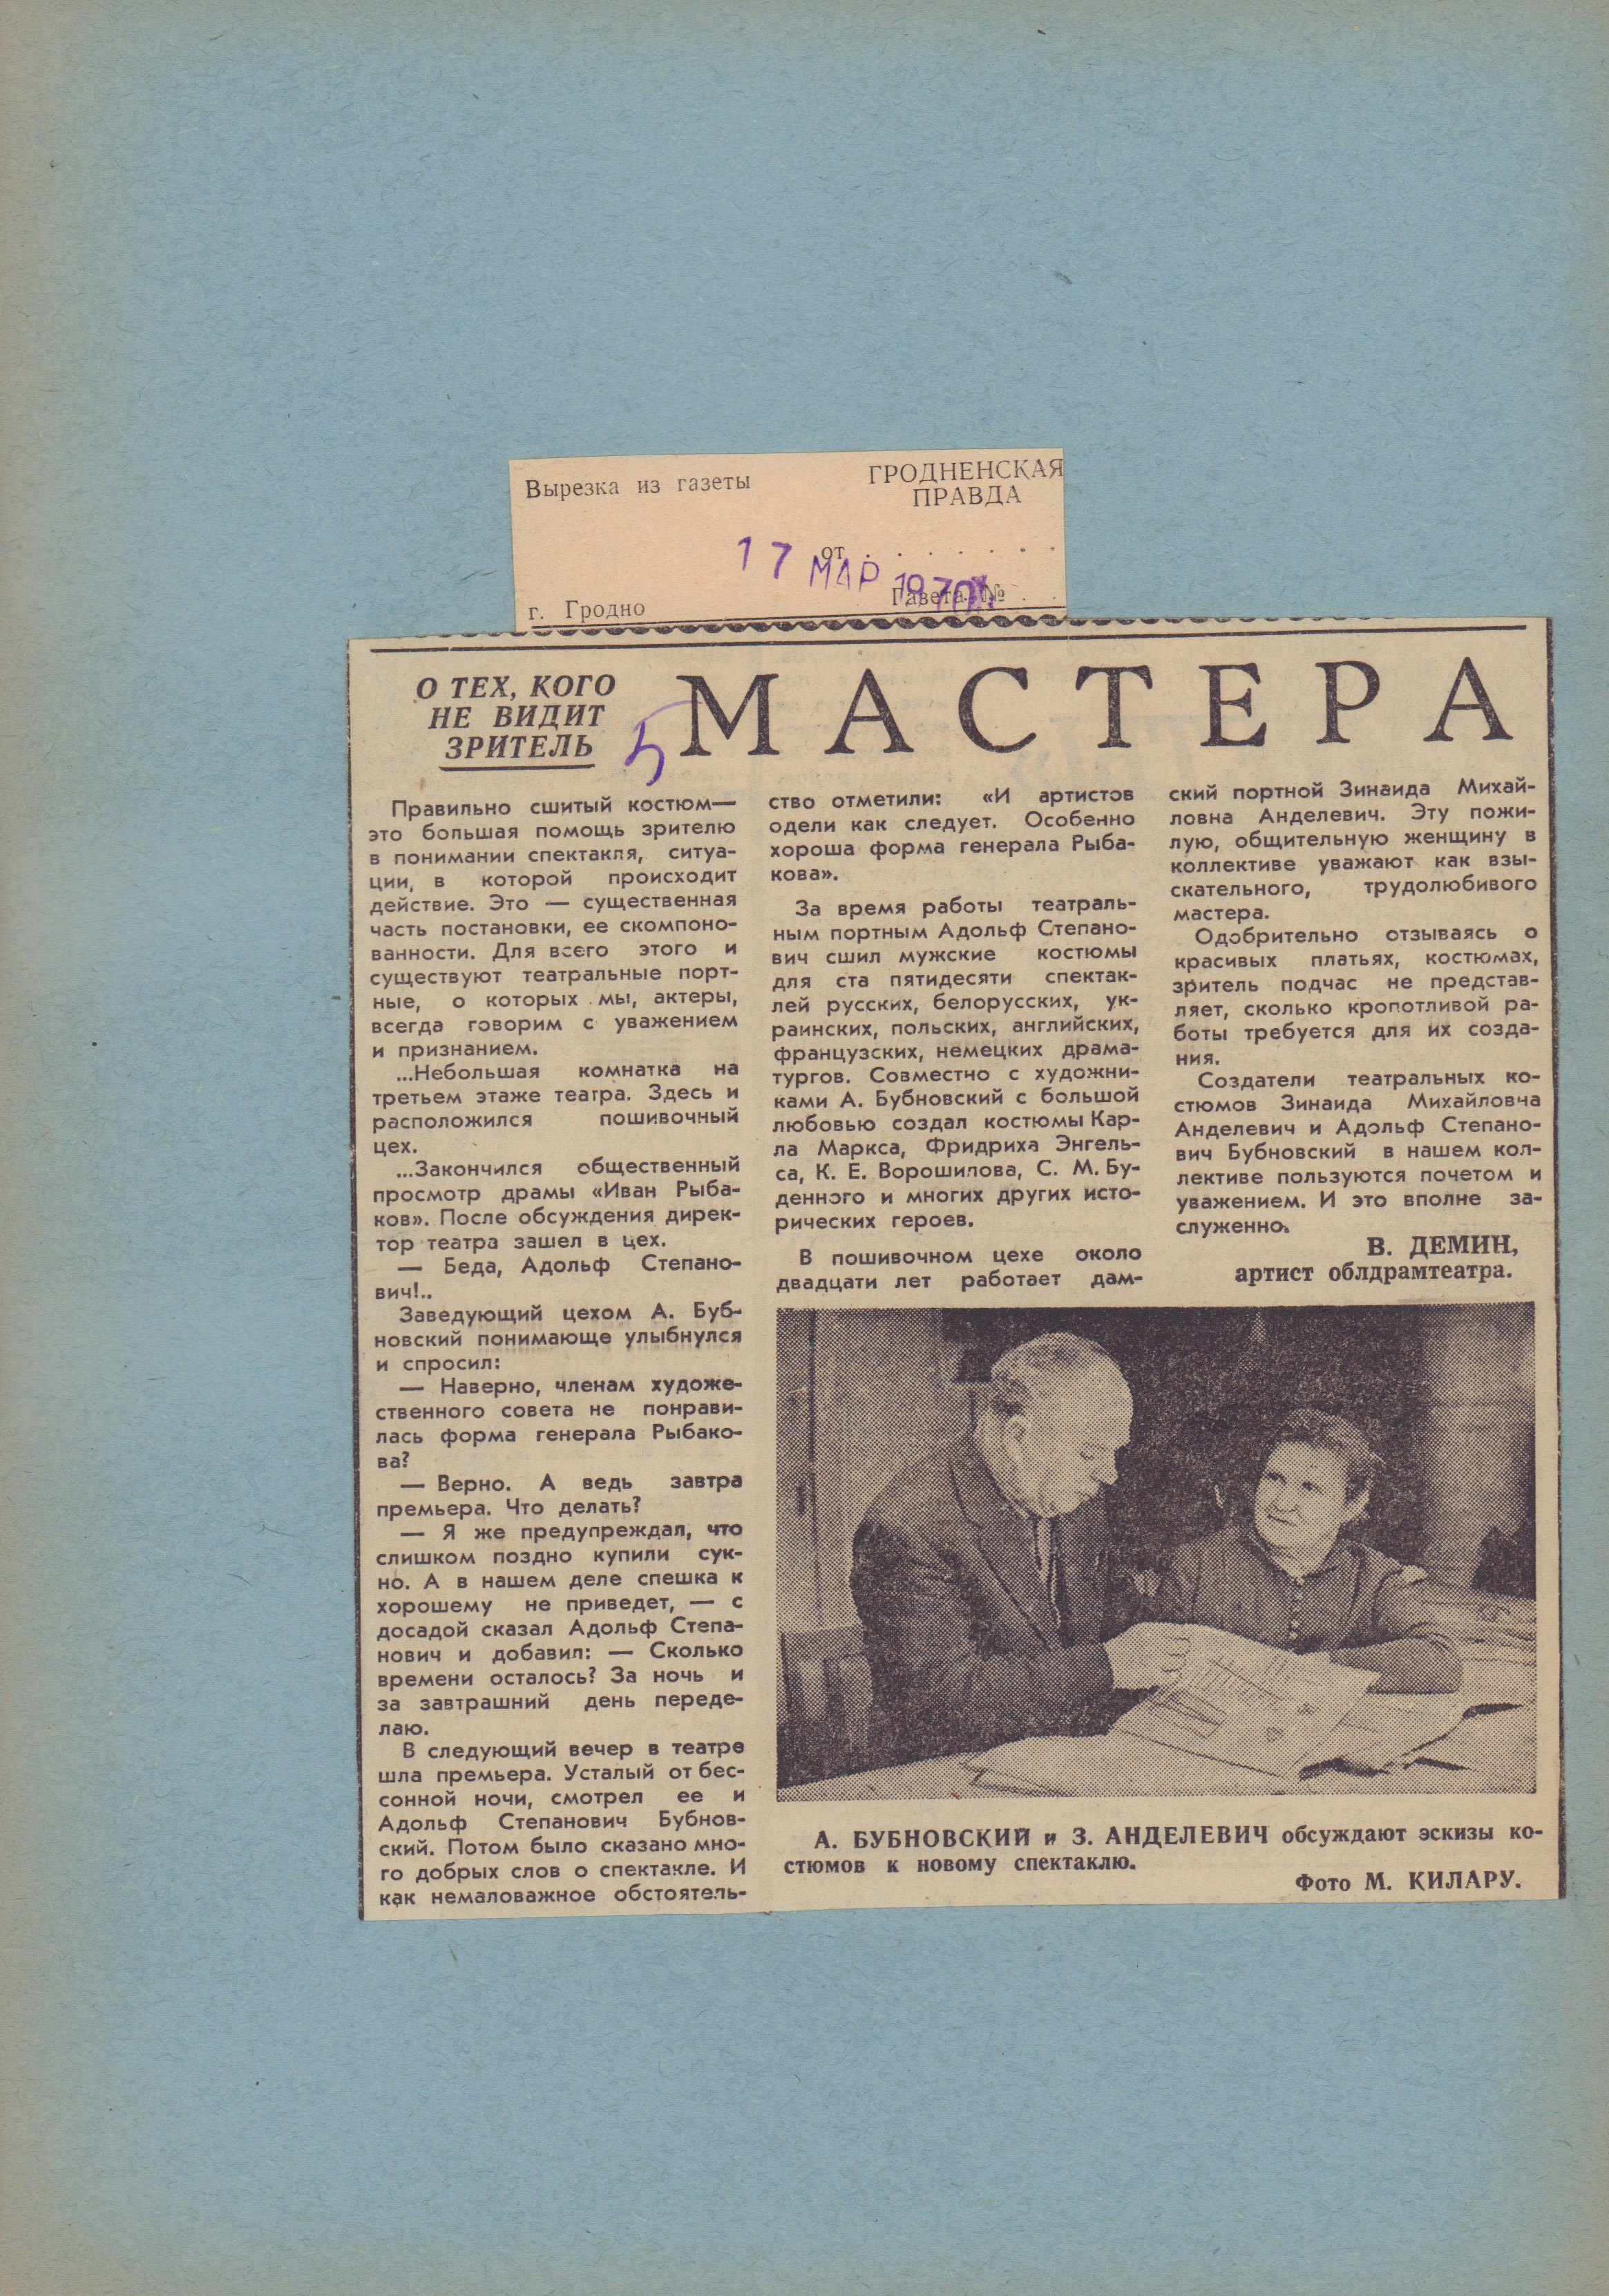 Вырезка из газеты
ГРОДНЕНСКАЯ
ПРАВДА
от . . . . . . .
17 МАР 1970
Газета №  . .
г. Гродно
О ТЕХ, КОГО
НЕ ВИДИТ
ЗРИТЕЛЬ
5
МАСТЕРА
Правильно сшитый костюм—
это большая помощь зрителю
в понимании спектакля, ситуа-
ции, в которой происходит
действие. Это — существенная
часть постановки, ее скомпоно-
ванности. Для всего этого и
существуют театральные порт-
ные, о которых мы, актеры,
всегда говорим с уважением
и признанием.
...Небольшая комнатка на
третьем этаже театра. Здесь и
расположился пошивочный
цех.
...Закончился общественный
просмотр драмы «Иван Рыба-
ков». После обсуждения дирек-
тор театра зашел в цех.
— Беда, Адольф Степано-
вич!..
Заведующий цехом А. Буб-
новский понимающе улыбнулся
и спросил:
— Наверно, членам художе-
ственного совета не понрави-
лась форма генерала Рыбако-
ва?
— Верно. А ведь завтра
премьера. Что делать?
— Я же предупреждал, что
слишком поздно купили сук-
но. А в нашем деле спешка к
хорошему не приведет, — с
досадой сказал Адольф Степа-
нович и добавил: — Сколько
времени осталось? За ночь и
за завтрашний день переде-
лаю.
В следующий вечер в театре
шла премьера. Усталый от бес-
сонной ночи, смотрел ее и
Адольф Степанович Бубнов-
ский. Потом было сказано мно-
го добрых слов о спектакле. И
как немаловажное обстоятель-
ство отметили: «И артистов
одели как следует. Особенно
хороша форма генерала Рыба-
кова».
За время работы театраль-
ным портным Адольф Степано-
вич сшил мужские костюмы
для ста пятидесяти спектак-
лей русских, белорусских, ук-
раинских, польских, английских,
французских, немецких драма-
тургов. Совместно с художни-
ками А. Бубновский с большой
любовью создал костюмы Кар-
ла Маркса, Фридриха Энгель-
са, К. Е. Ворошилова, С. М. Бу-
денного и многих других исто-
рических героев.
В пошивочном цехе около
двадцати лет работает дам-
ский портной Зинаида Михай-
ловна Анделевич. Эту пожи-
лую, общительную женщину в
коллективе уважают как взы-
скательного, трудолюбивого
мастера.
Одобрительно отзываясь о
красивых платьях, костюмах,
зритель подчас не представ-
ляет, сколько кропотливой ра-
боты требуется для их созда-
ния.
Создатели театральных ко-
стюмов Зинаида Михайловна
Анделевич и Адольф Степано-
вич Бубновский в нашем кол-
лективе пользуются почетом и
уважением. И это вполне за-
служенно.
В. ДЕМИН,
артист облдрамтеатра.
А. БУБНОВСКИЙ и З. АНДЕЛЕВИЧ обсуждают эскизы ко-
стюмов к новому спектаклю.
Фото М. КИЛАРУ.